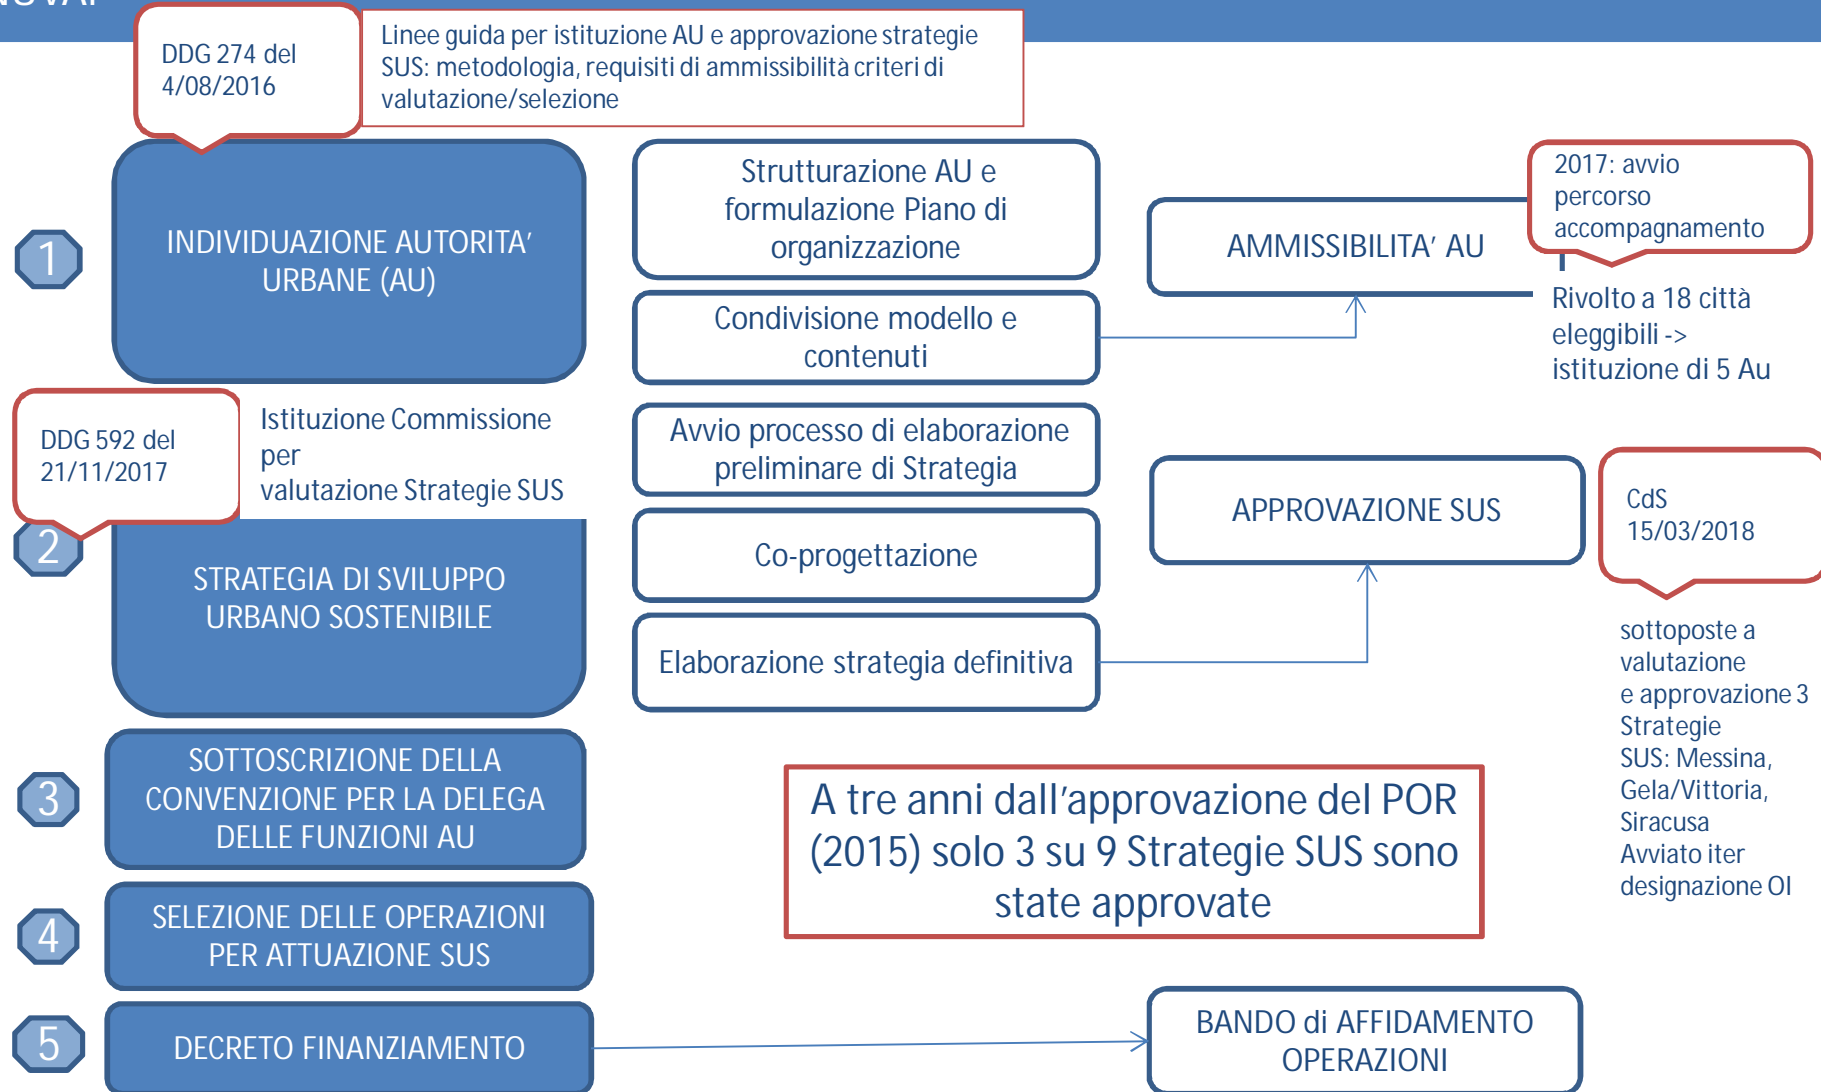 DDG 274 del
4/08/2016
Linee guida per istituzione AU e approvazione strategie
SUS: metodologia, requisiti di ammissibilità criteri di
valutazione/selezione
1
INDIVIDUAZIONE AUTORITA’
URBANE (AU)
Strutturazione AU e
formulazione Piano di
organizzazione
Condivisione modello e
contenuti
AMMISSIBILITA’ AU
2017: avvio
percorso
accompagnamento
Rivolto a 18 città
eleggibili ->
istituzione di 5 Au
DDG 592 del
21/11/2017
Istituzione Commissione
per
valutazione Strategie SUS
2
STRATEGIA DI SVILUPPO
URBANO SOSTENIBILE
Avvio processo di elaborazione
preliminare di Strategia
Co-progettazione
Elaborazione strategia definitiva
APPROVAZIONE SUS
CdS
15/03/2018
sottoposte a
valutazione
e approvazione 3
Strategie
SUS: Messina,
Gela/Vittoria,
Siracusa
Avviato iter
designazione OI
3
SOTTOSCRIZIONE DELLA
CONVENZIONE PER LA DELEGA
DELLE FUNZIONI AU
A tre anni dall’approvazione del POR
(2015) solo 3 su 9 Strategie SUS sono
state approvate
4
SELEZIONE DELLE OPERAZIONI
PER ATTUAZIONE SUS
5
DECRETO FINANZIAMENTO
BANDO di AFFIDAMENTO
OPERAZIONI